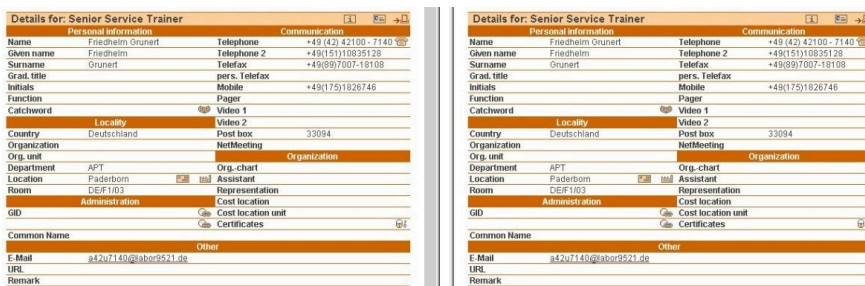 Details for: Senior Service Trainer
Personal information Communication
Name Friedhelm Grunert Telephone +49 (42) 42100 - 7140
Given name Friedhelm Telephone 2 +49(151)10835128
Surname Grunert Telefax +49(89)7007-18108
Grad. title pers. Telefax
Initials Mobile +49(175)1826746
Function Pager
Catchword Video 1
Locality Video 2
Country Deutschland Post box 33094
Organization NetMeeting
Org. unit Organization
Department APT Org.-chart
Location Paderborn Assistant
Room DE/F1/03 Representation
Administration Cost location
GID Cost location unit
Certificates
Common Name
Other
E-Mail a42u7140@labor9521.de
URL
Remark
Details for: Senior Service Trainer
Personal information Communication
Name Friedhelm Grunert Telephone +49 (42) 42100 - 7140
Given name Friedhelm Telephone 2 +49(151)10835128
Surname Grunert Telefax +49(89)7007-18108
Grad. title pers. Telefax
Initials Mobile +49(175)1826746
Function Pager
Catchword Video 1
Locality Video 2
Country Deutschland Post box 33094
Organization NetMeeting
Org. unit Organization
Department APT Org.-chart
Location Paderborn Assistant
Room DE/F1/03 Representation
Administration Cost location
GID Cost location unit
Certificates
Common Name
Other
E-Mail a42u7140@labor9521.de
URL
Remark